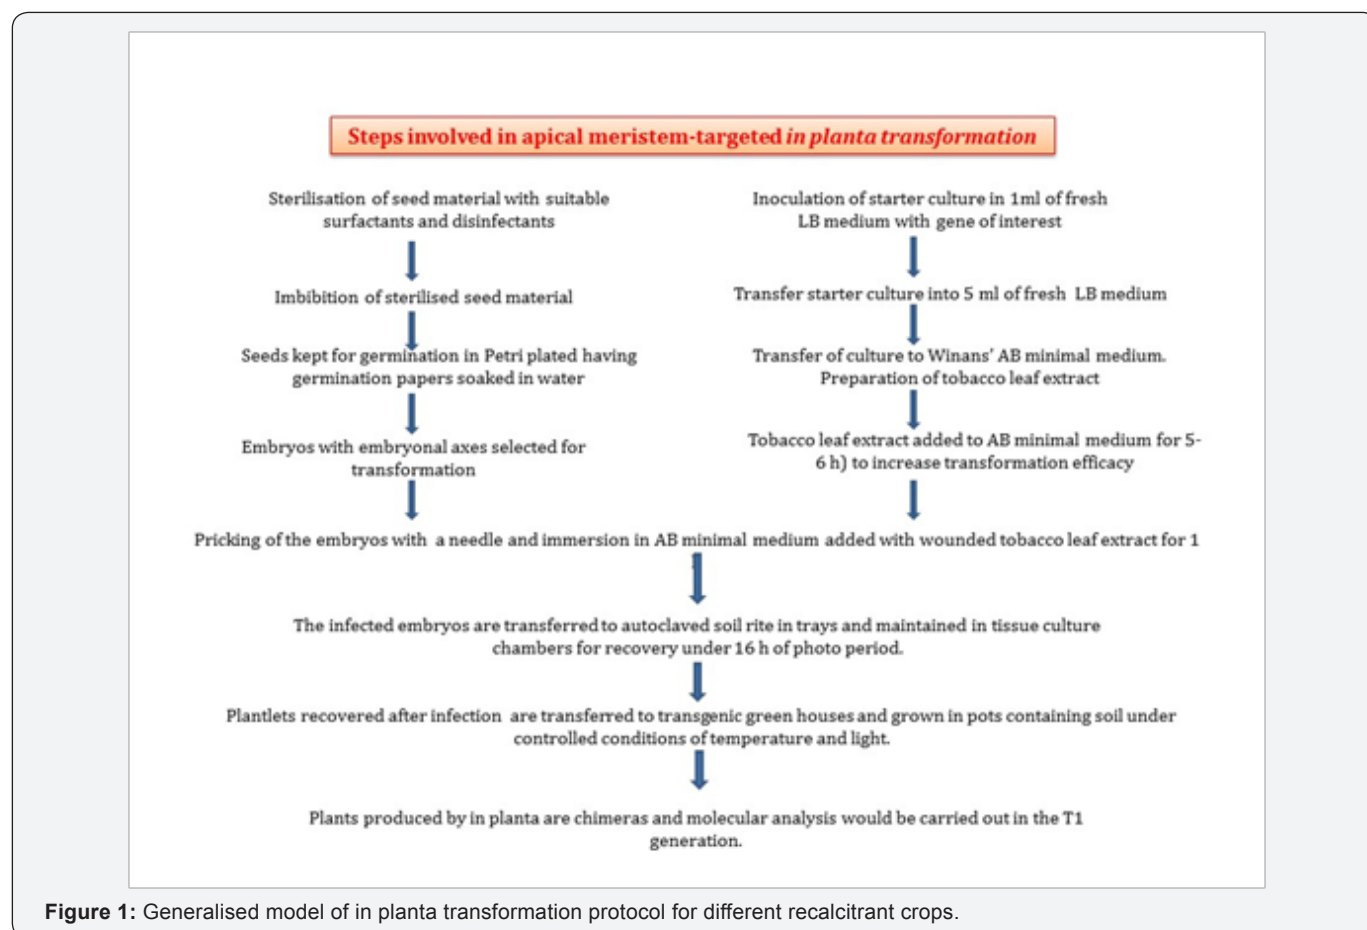 Steps involved in apical meristem-targeted in planta transformation
Sterilisation of seed material with suitable
surfactants and disinfectants
Imbibition of sterilised seed material
Seeds kept for germination in Petri plated having
germination papers soaked in water
Embryos with embryonal axes selected for
transformation
Inoculation of starter culture in 1ml of fresh
LB medium with gene of interest
Transfer starter culture into 5 ml of fresh LB medium
Transfer of culture to Winans' AB minimal medium.
Preparation of tobacco leaf extract
Tobacco leaf extract added to AB minimal medium for 5-
6 h) to increase transformation efficacy
Pricking of the embryos with a needle and immersion in AB minimal medium added with wounded tobacco leaf extract for 1
The infected embryos are transferred to autoclaved soil rite in trays and maintained in tissue culture
chambers for recovery under 16 h of photo period.
Plantlets recovered after infection are transferred to transgenic green houses and grown in pots containing soil under
controlled conditions of temperature and light.
Plants produced by in planta are chimeras and molecular analysis would be carried out in the T1
generation.
Figure 1: Generalised model of in planta transformation protocol for different recalcitrant crops.